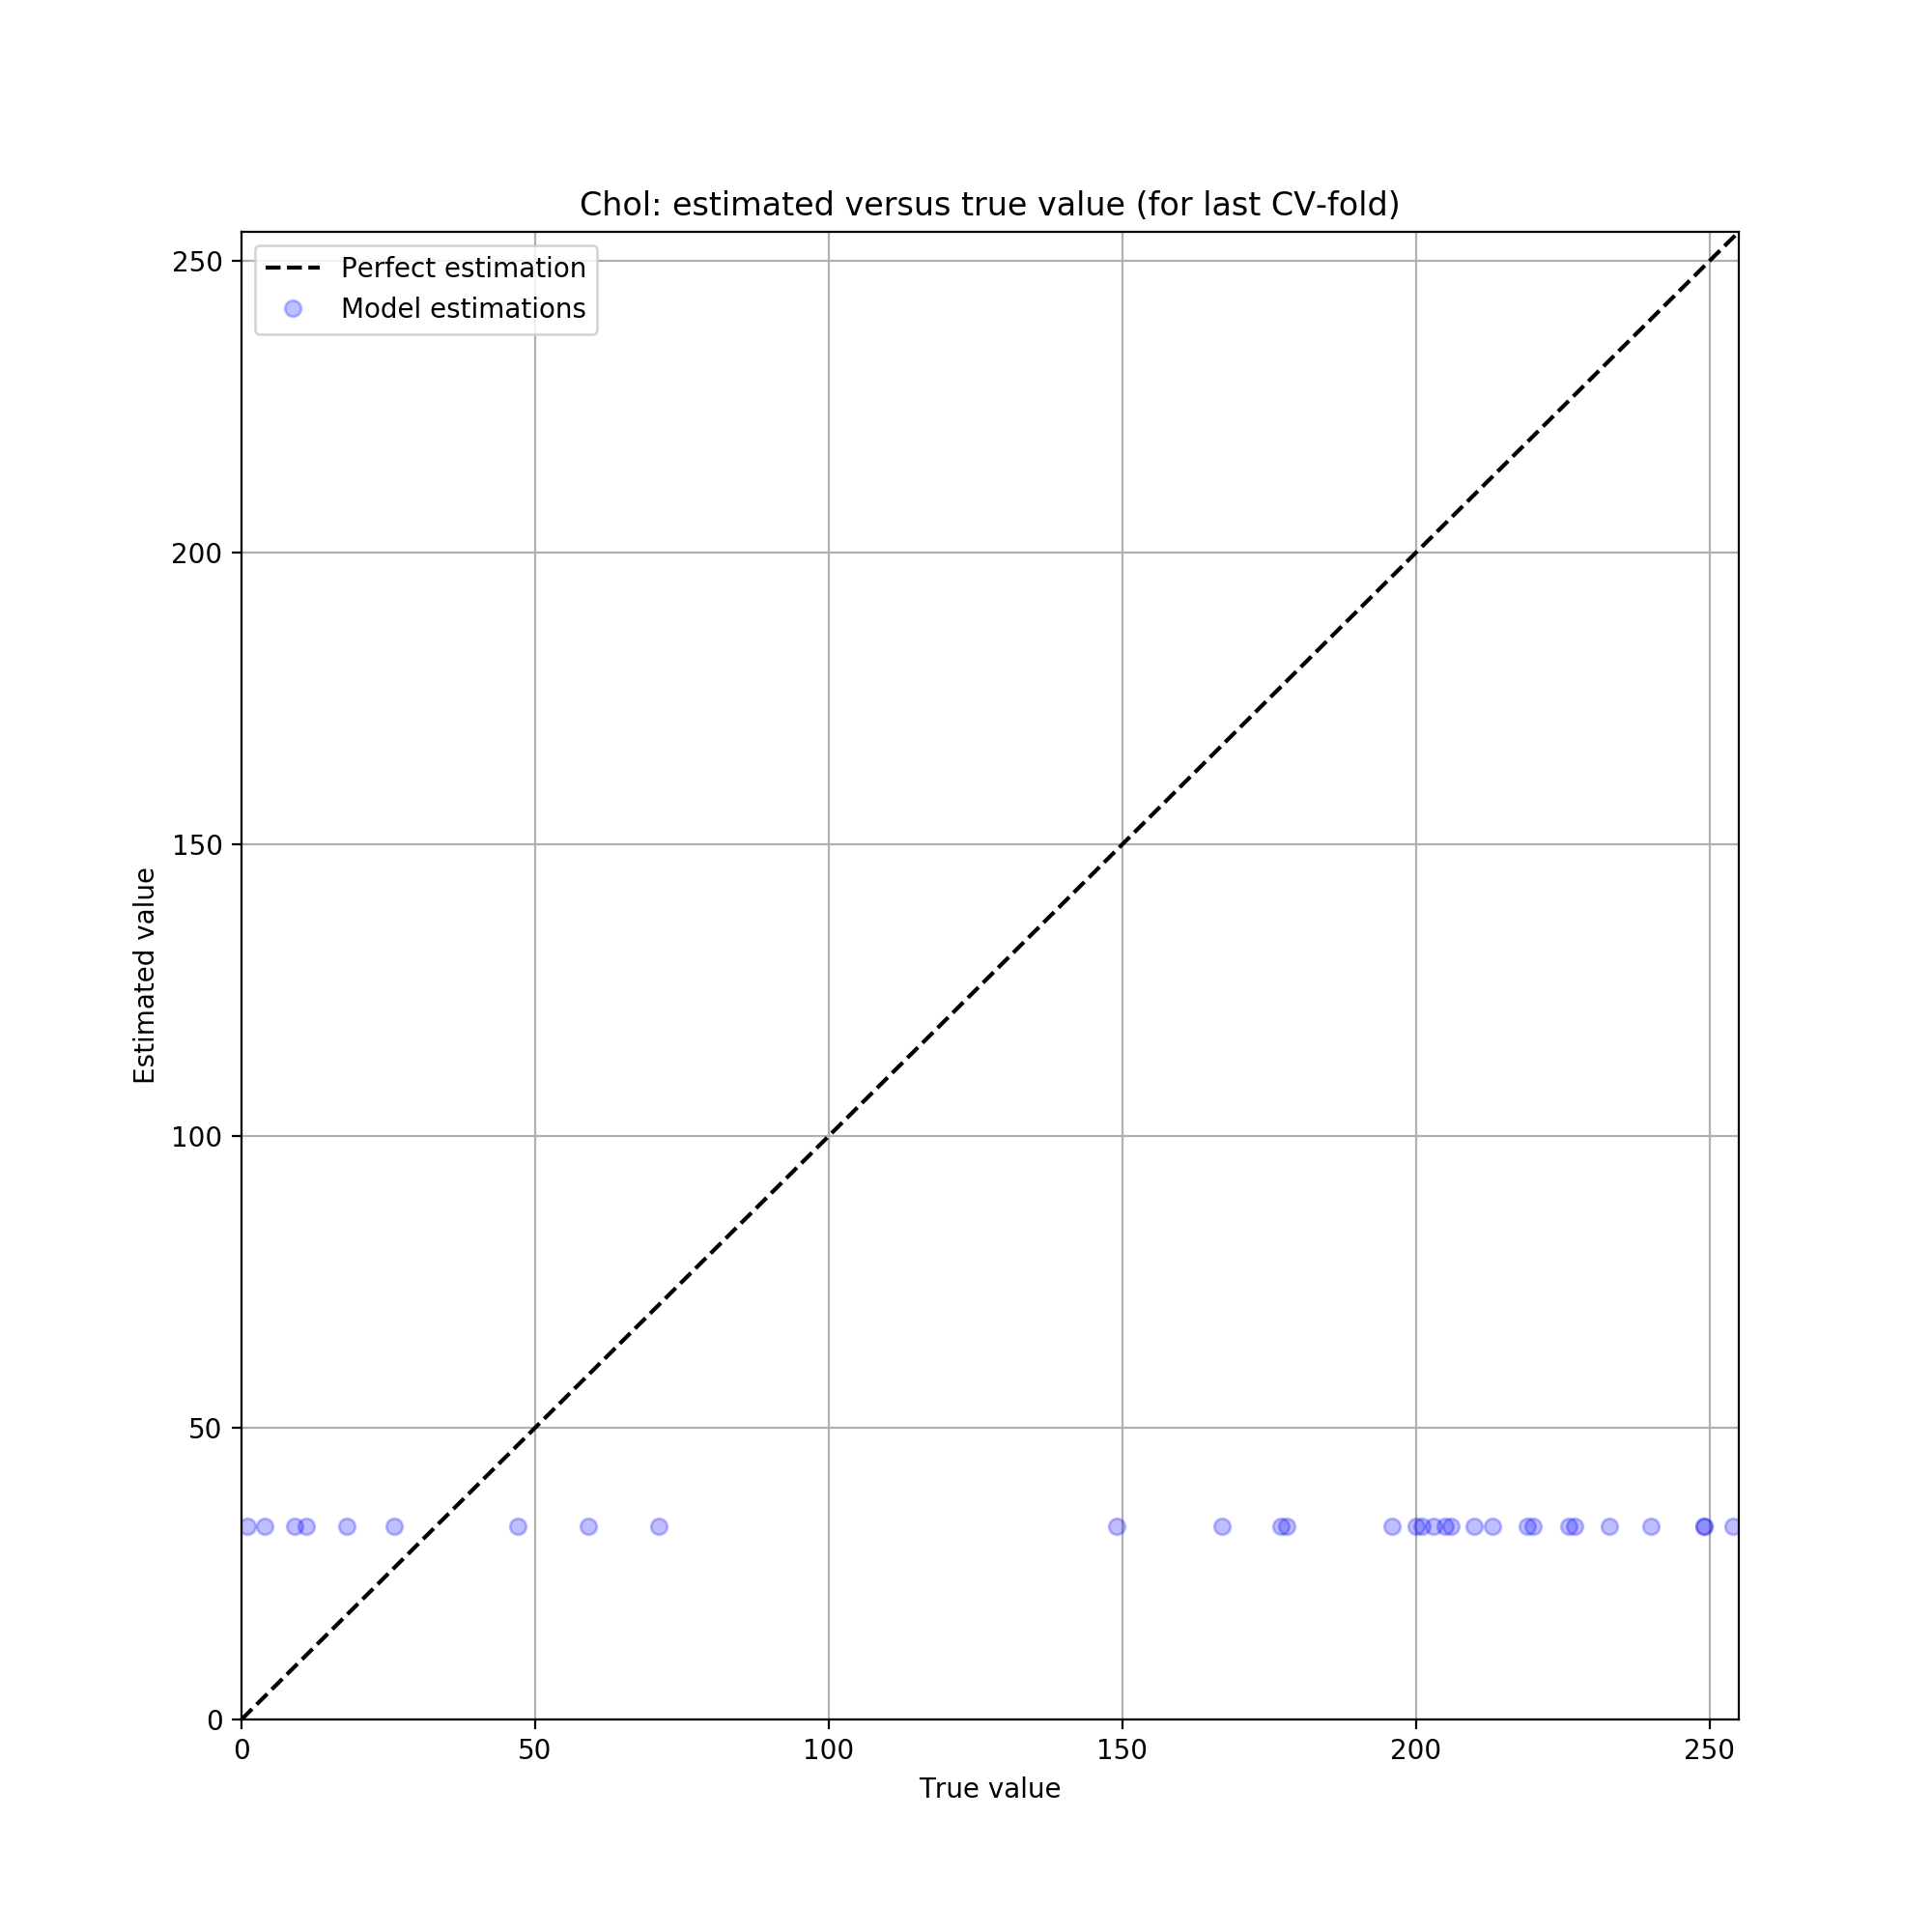 Chol: estimated versus true value (for last CV-fold)
Perfect estimation
Model estimations
250
200
150
100
50
0
Estimated value
0 50 100 150 200 250
True value